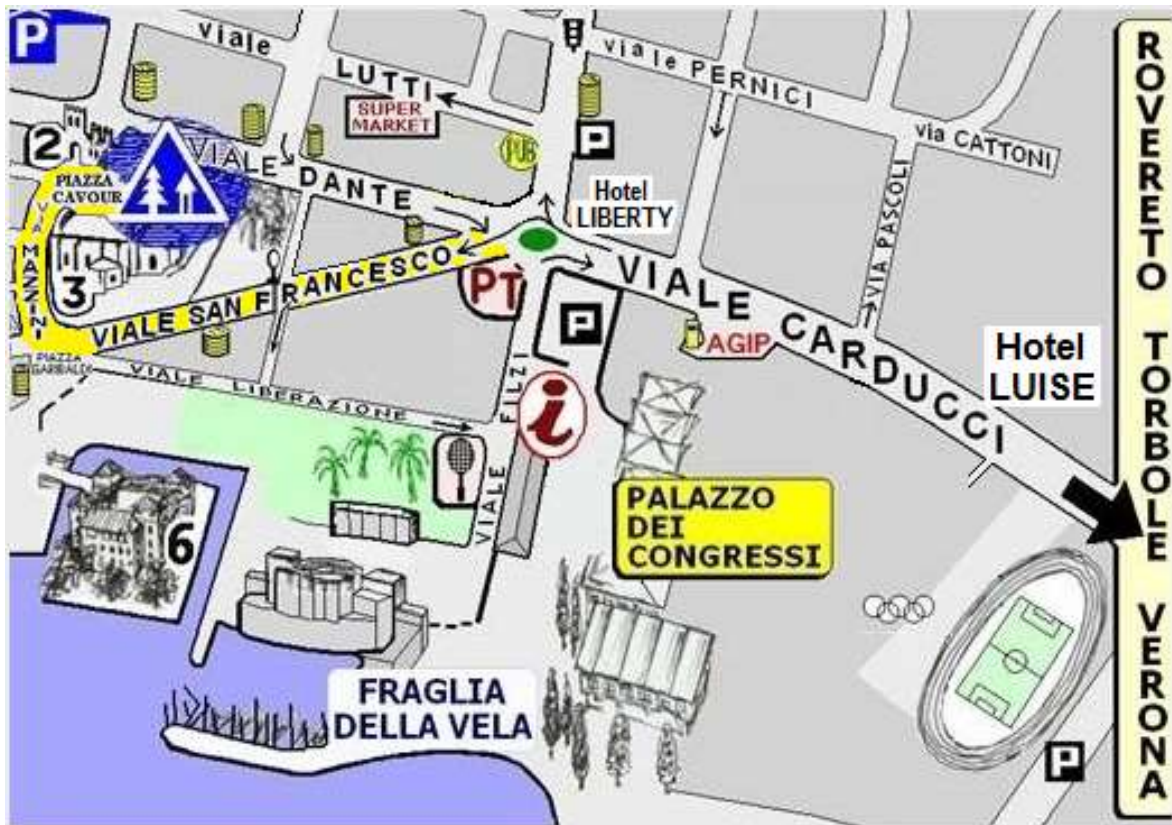 P
Viale
LUTTI
SUPER
MARKET
PUB
P
viale PERNICI
via CATTONI
2
PIAZZA
CAVOUR
VIA MAZZINI
3
VIALE DANTE
Hotel
LIBERTY
VIALE SAN FRANCESCO
PT
P
VIALE CARDUCCI
AGIP
VIA PASCOLI
Hotel
LUISE
PIAZZA
GARIBALDI
VIALE LIBERAZIONE
VIALE FILZI
i
6
PALAZZO
DEI
CONGRESSI
FRAGLIA
DELLA VELA
P
ROVERETO TORBOLE VERONA